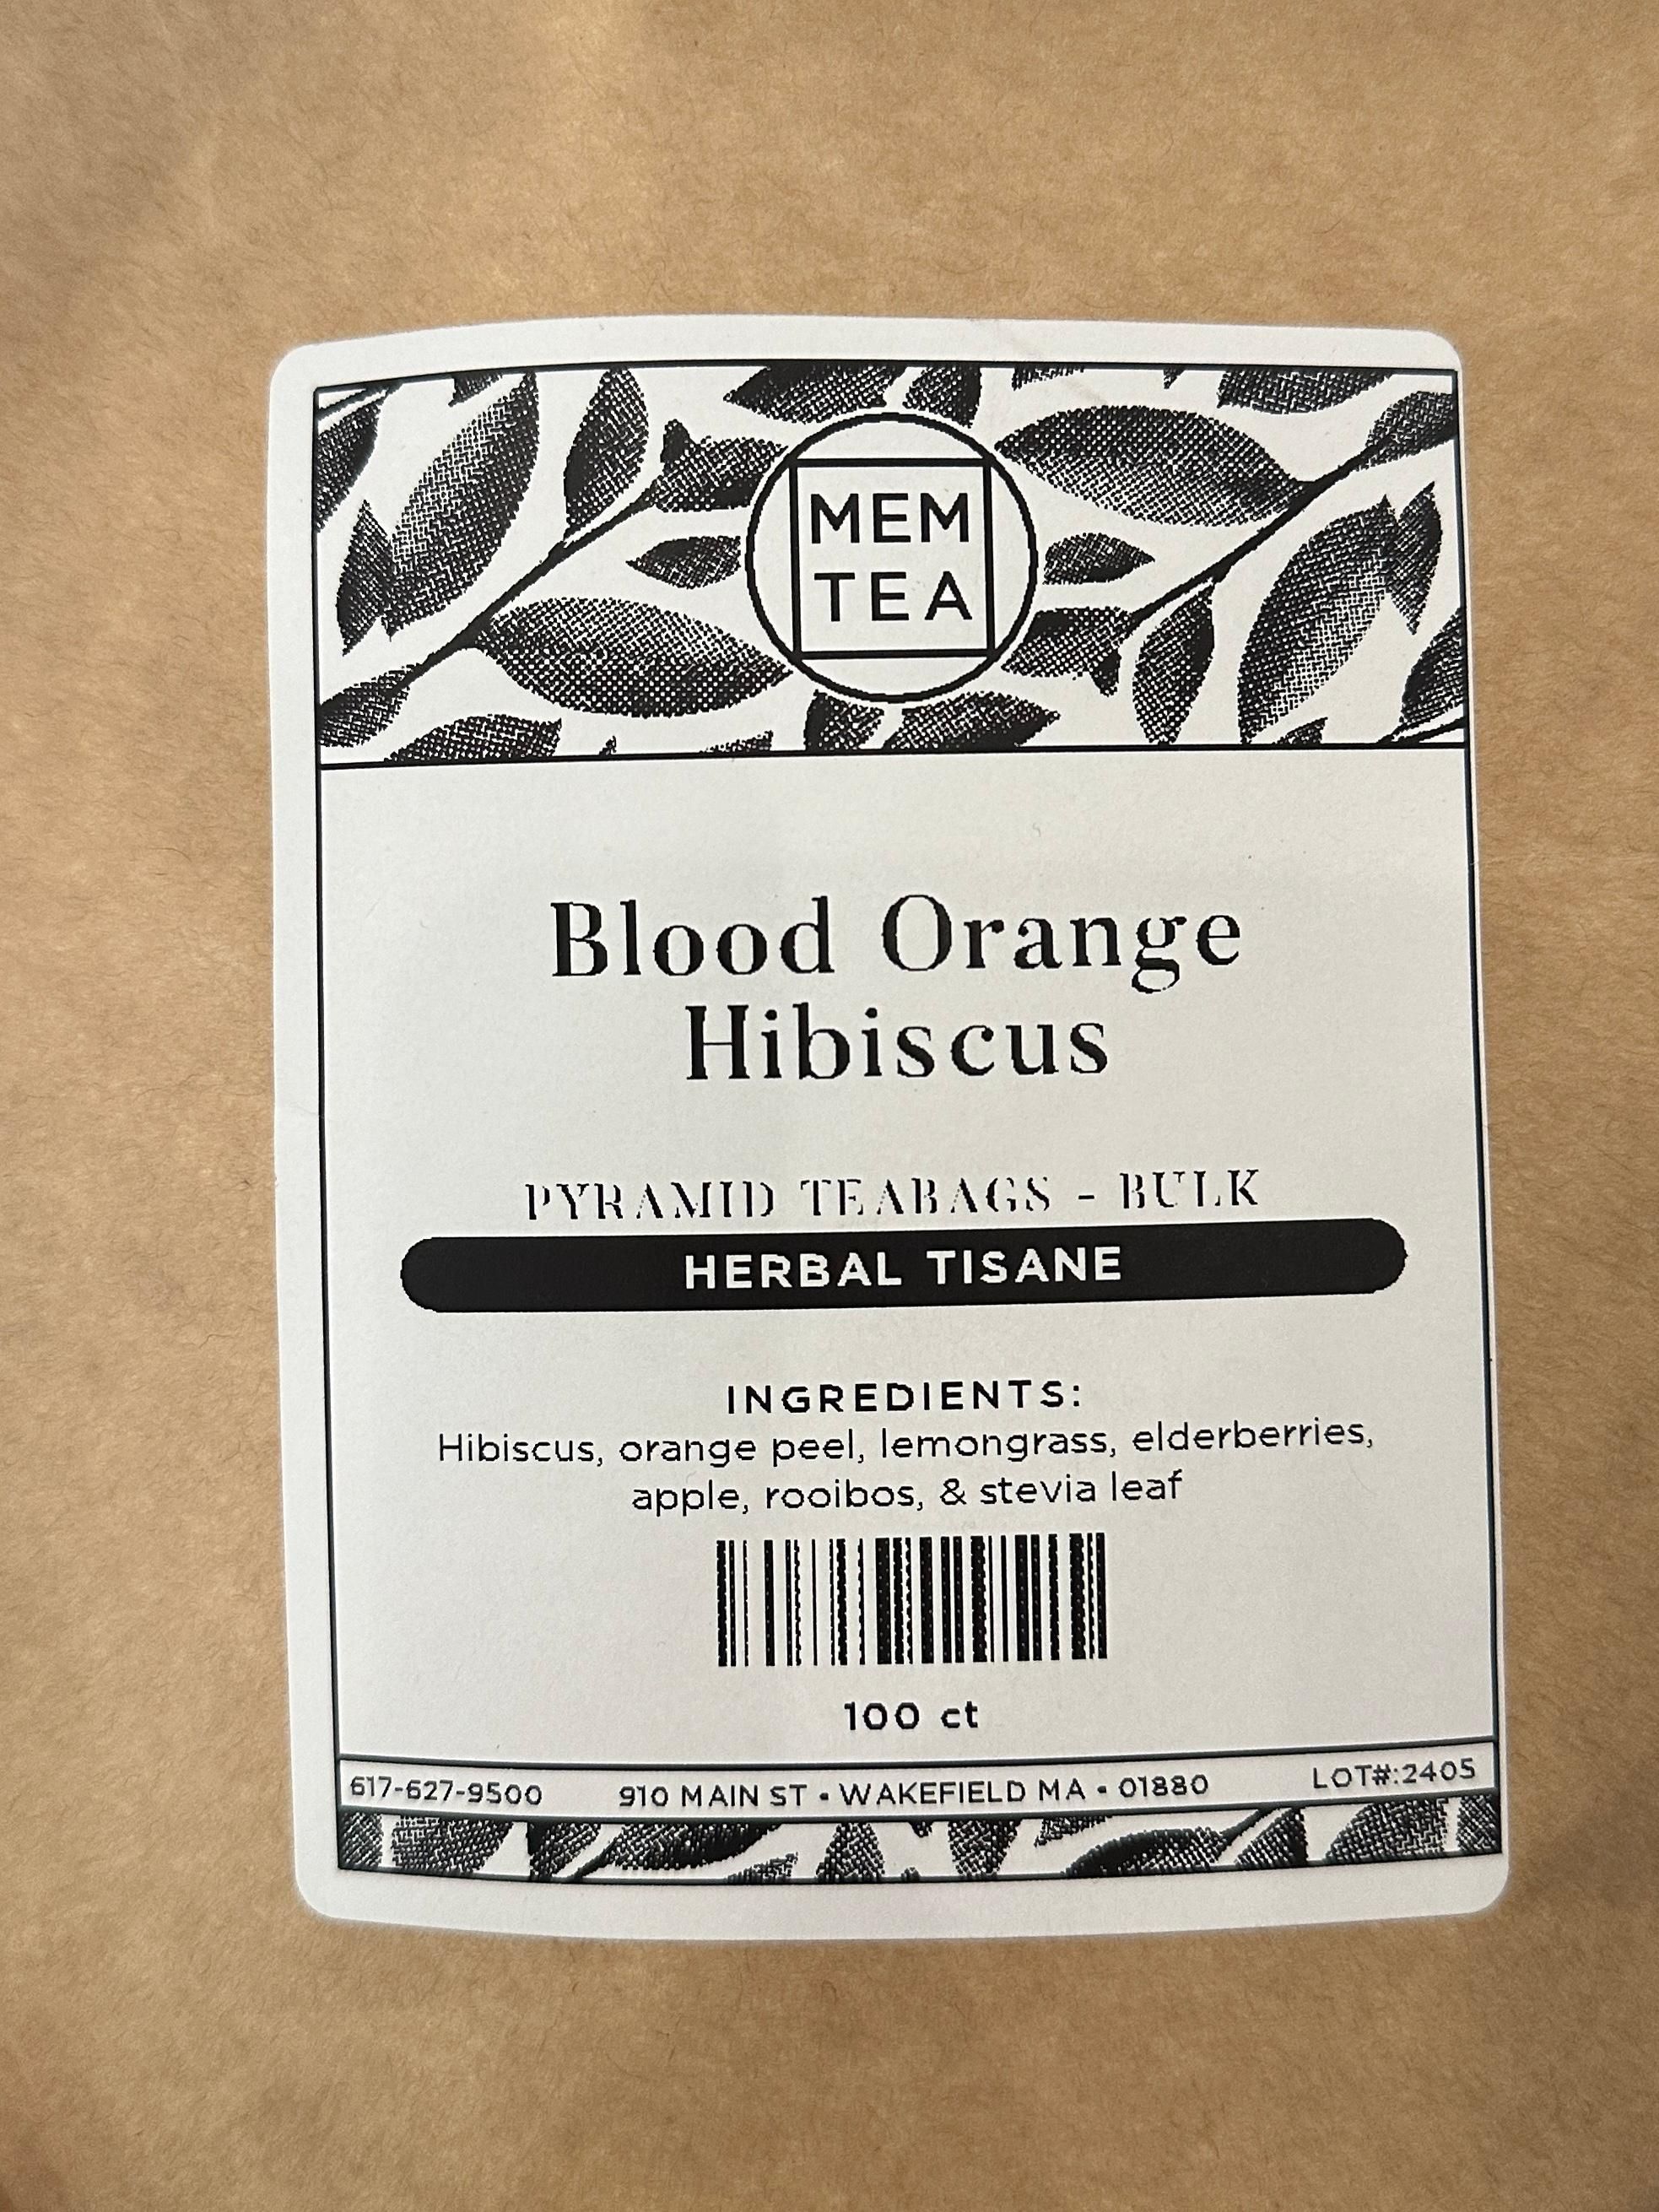 MEM
TEA
Blood Orange
Hibiscus
PYRAMID TEABAGS - BULK
HERBAL TISANE
INGREDIENTS:
Hibiscus, orange peel, lemongrass, elderberries,
apple, rooibos, & stevia leaf
100 ct
617-627-9500 910 MAIN ST • WAKEFIELD MA • 01880 LOT#:2405